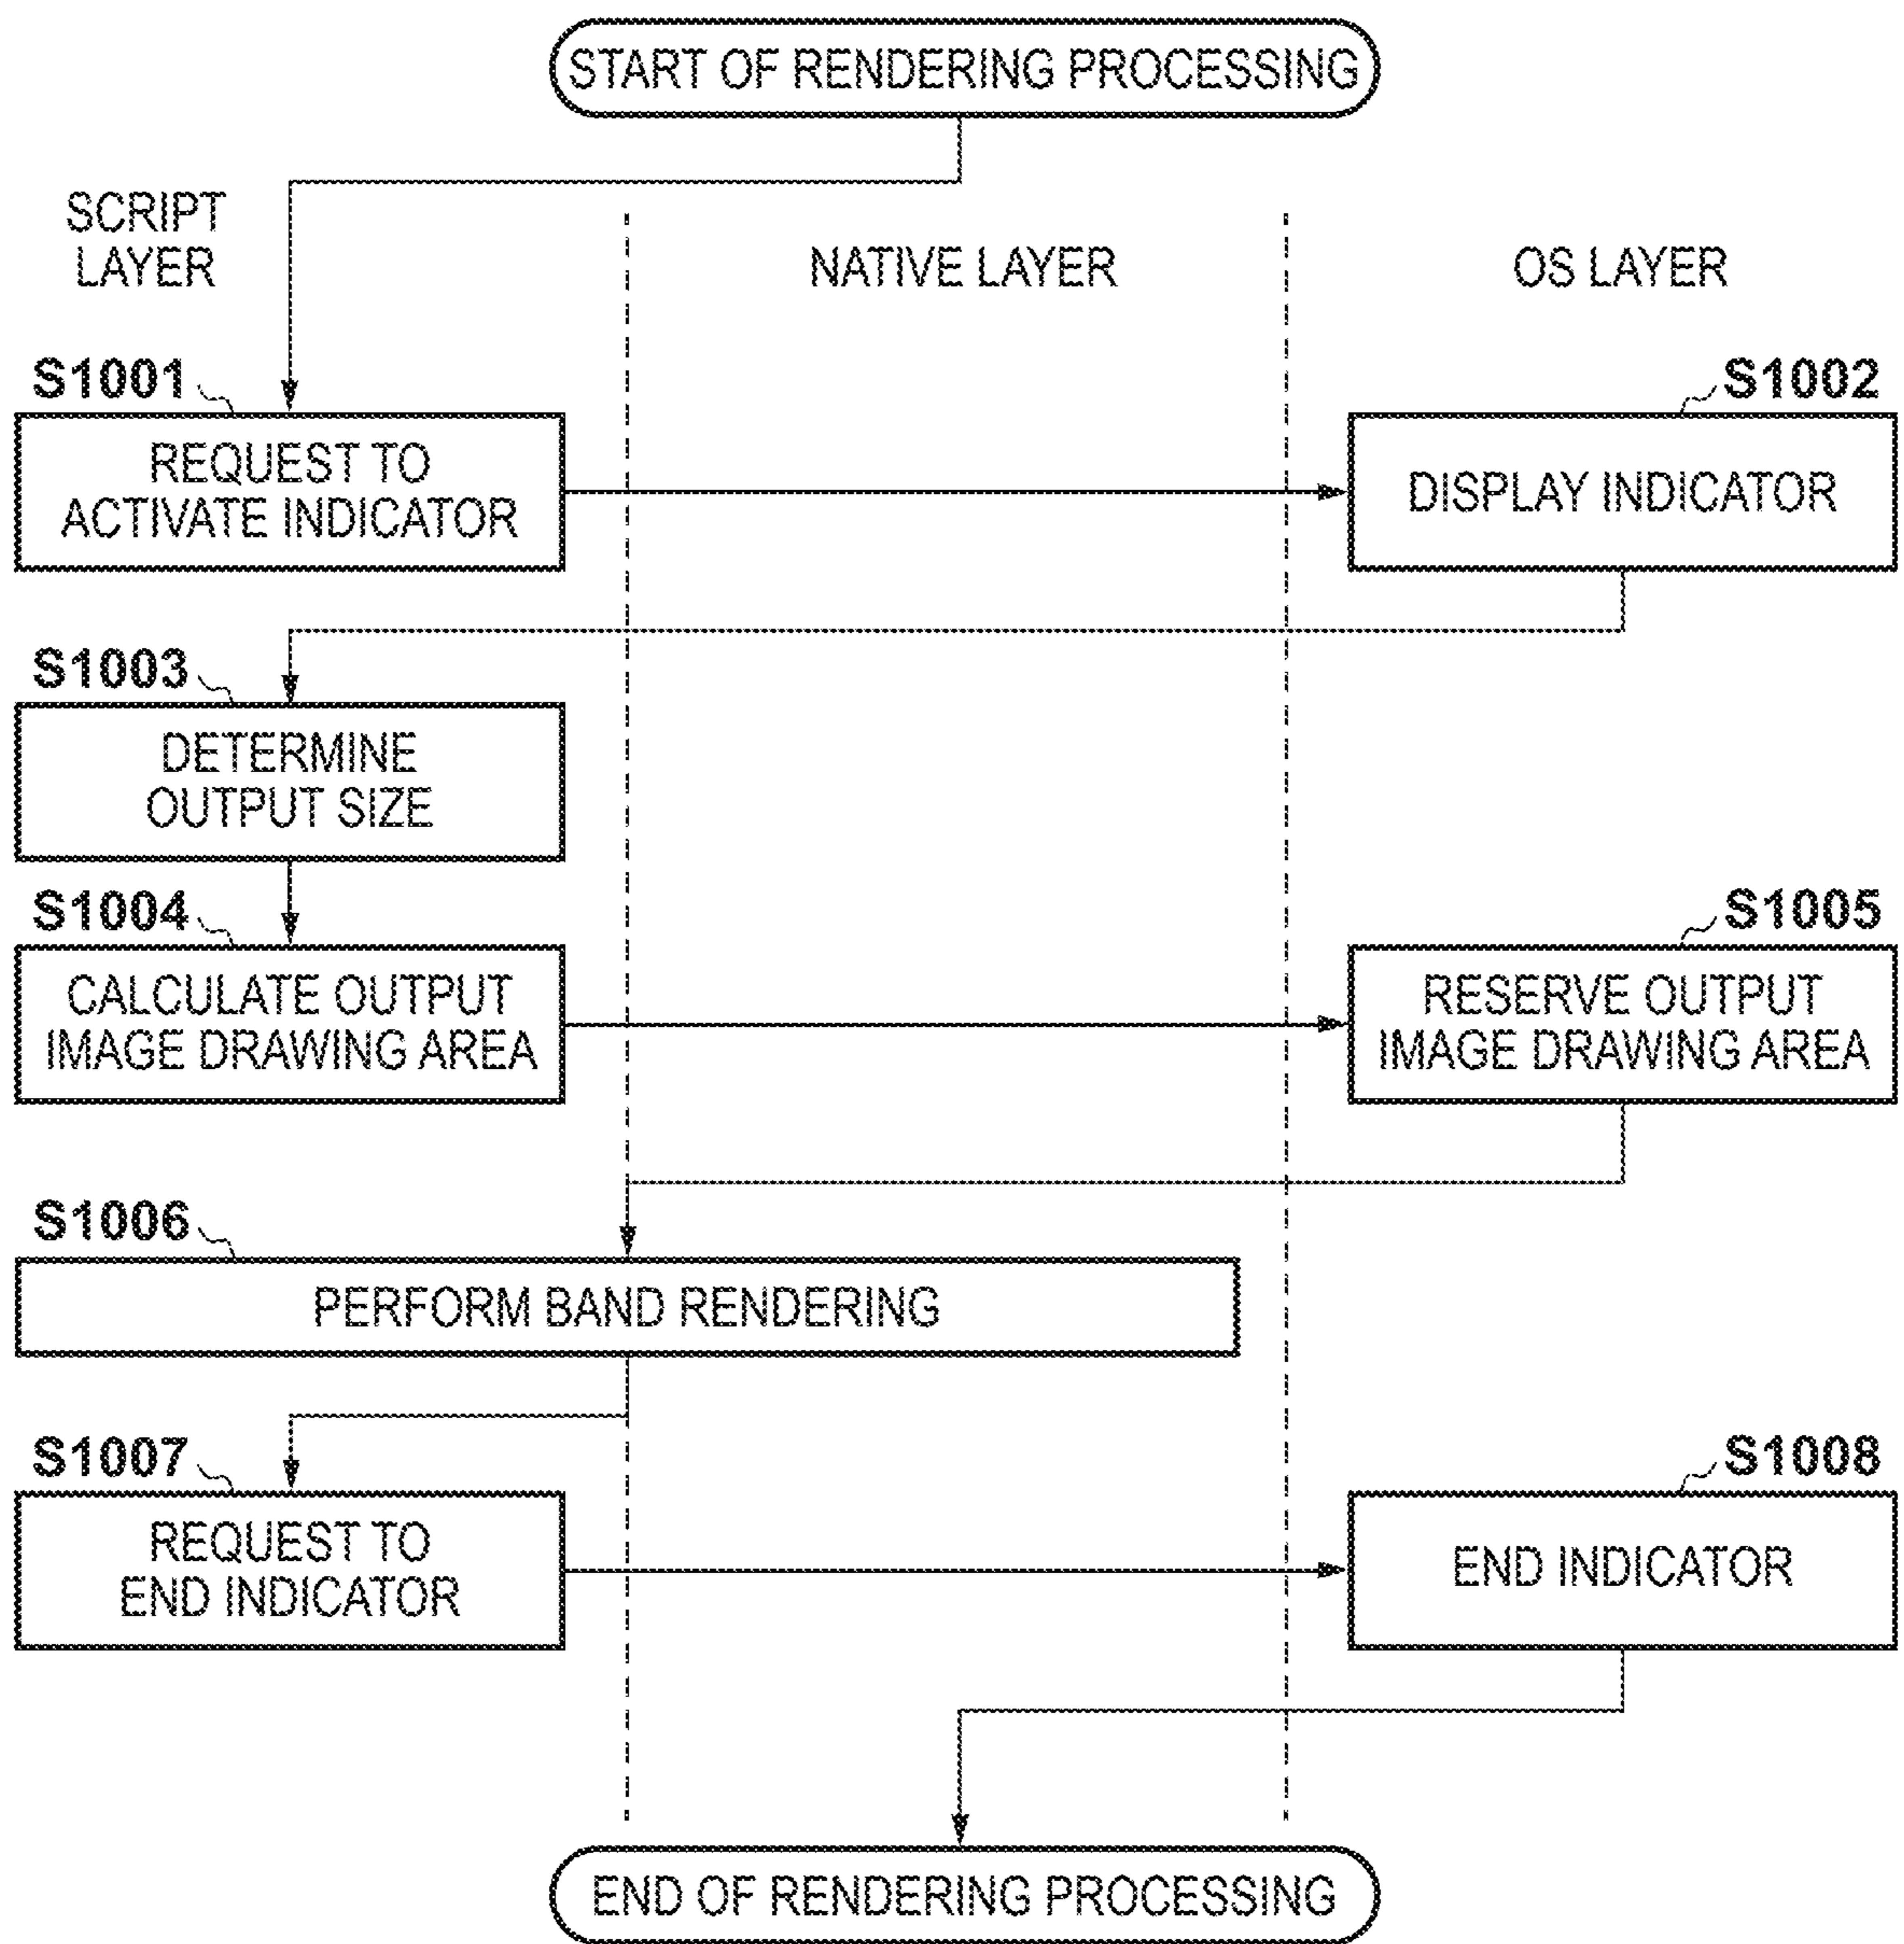 START OF RENDERING PROCESSING
SCRIPT
LAYER
NATIVE LAYER
OS LAYER
S1001
REQUEST TO
ACTIVATE INDICATOR
S1002
DISPLAY INDICATOR
S1003
DETERMINE
OUTPUT SIZE
S1004
CALCULATE OUTPUT
IMAGE DRAWING AREA
S1005
RESERVE OUTPUT
IMAGE DRAWING AREA
S1006
PERFORM BAND RENDERING
S1007
REQUEST TO
END INDICATOR
S1008
END INDICATOR
END OF RENDERING PROCESSING